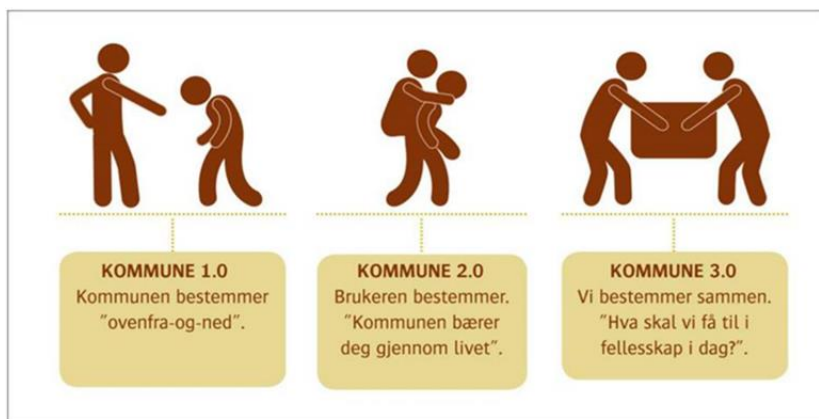 KOMMUNE 1.0
Kommunen bestemmer
"ovenfra-og-ned".
KOMMUNE 2.0
Brukeren bestemmer.
"Kommunen bærer
deg gjennom livet".
KOMMUNE 3.0
Vi bestemmer sammen.
"Hva skal vi få til i
fellesskap i dag?".